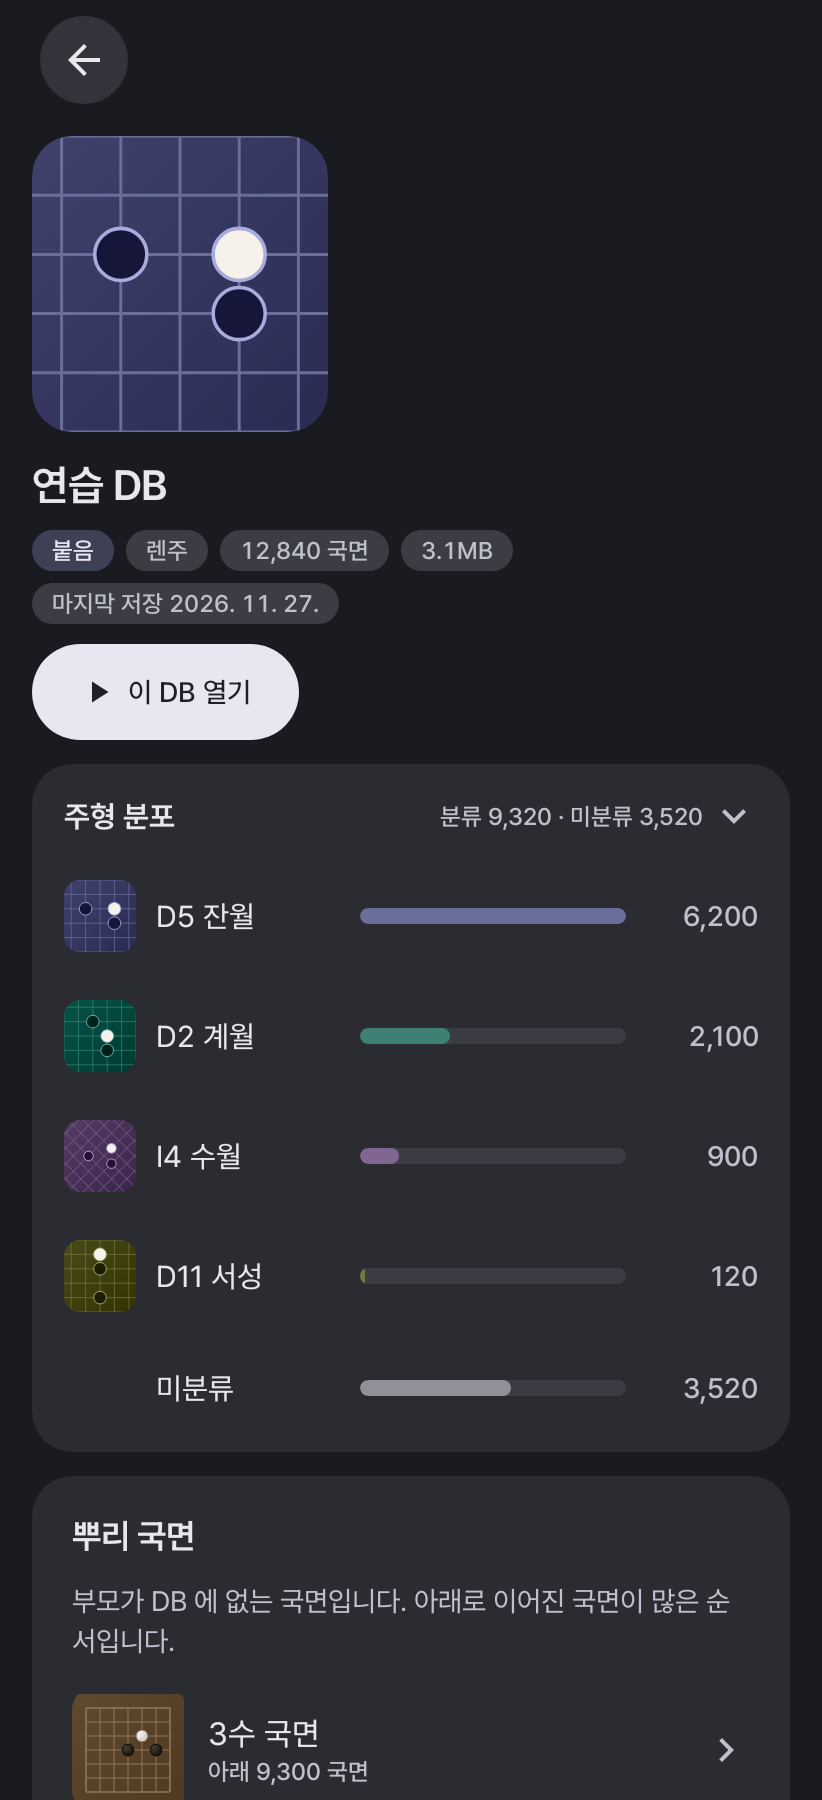 연습 DB
붙음 렌주 12,840 국면 3.1MB
마지막 저장 2026. 11. 27.
이 DB 열기
주형 분포 분류 9,320 · 미분류 3,520
D5 잔월 6,200
D2 계월 2,100
I4 수월 900
D11 서성 120
미분류 3,520
뿌리 국면
부모가 DB 에 없는 국면입니다. 아래로 이어진 국면이 많은 순
서입니다.
3수 국면
아래 9,300 국면